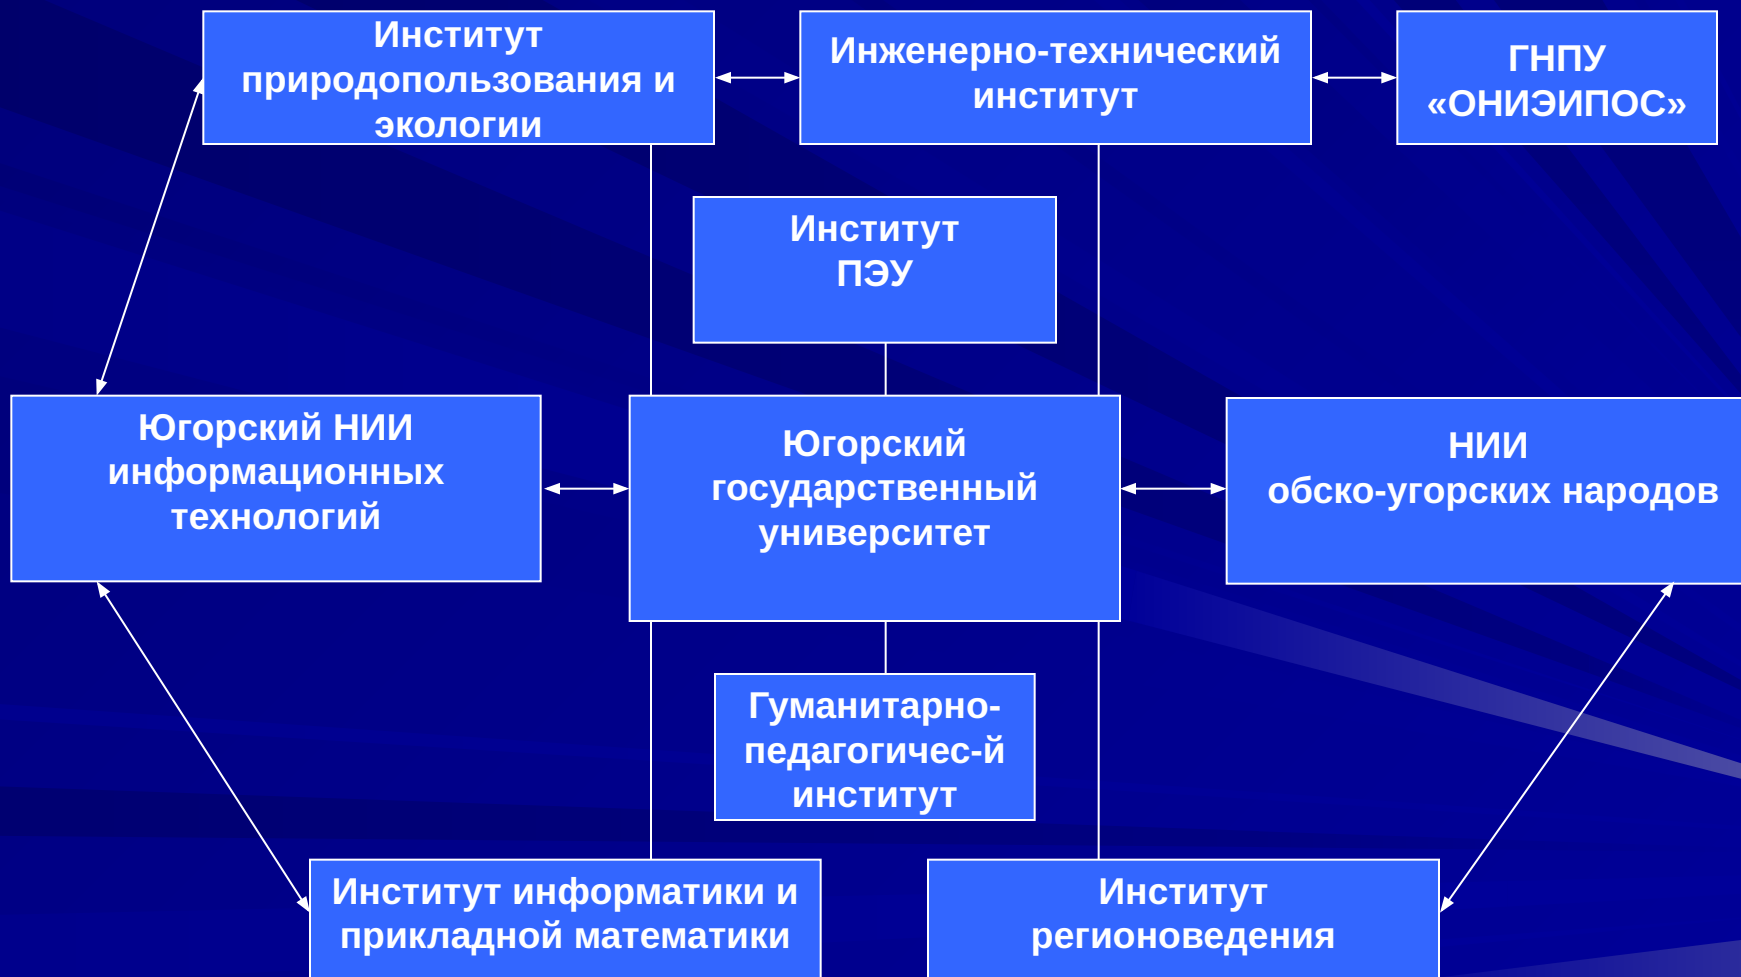 Институт
природопользования и
экологии
Инженерно-технический
институт
ГНПУ
«ОНИЭИПОС»
Институт
ПЭУ
Югорский НИИ
информационных
технологий
Югорский
государственный
университет
НИИ
обско-угорских народов
Гуманитарно-
педагогичес-й
институт
Институт информатики и
прикладной математики
Институт
регионоведения